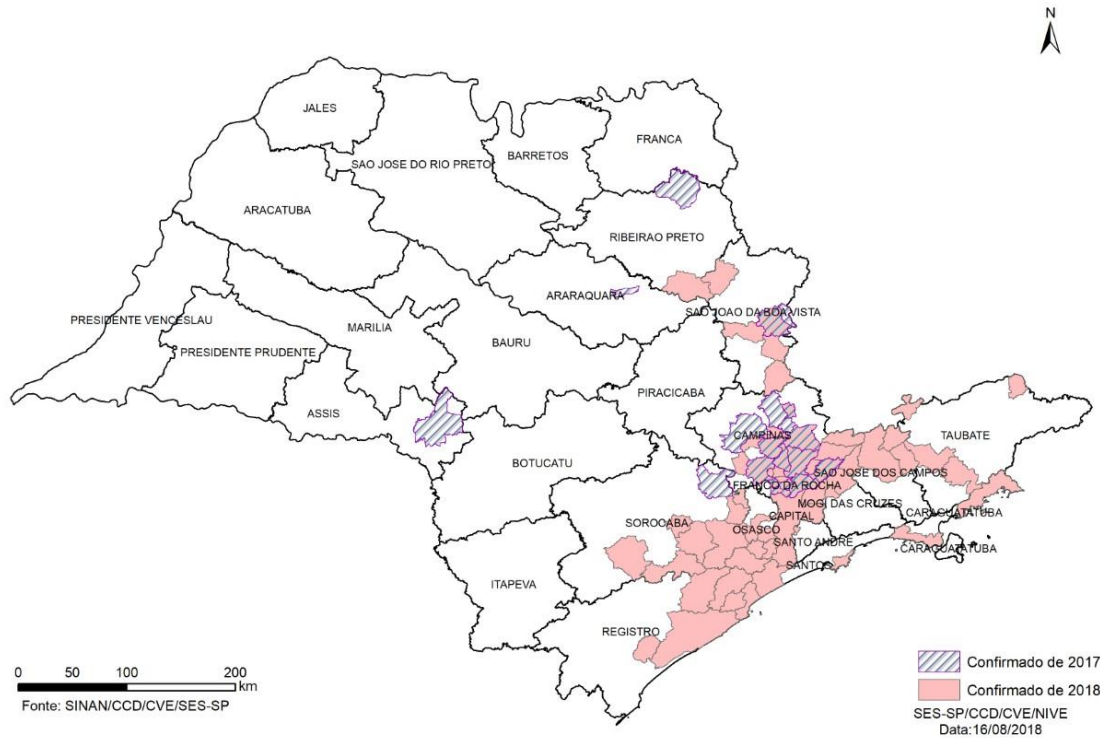 N
JALES
FRANCA
SAO JOSE DO RIO PRETO
BARRETOS
ARACATUBA
RIBEIRAO PRETO
ARARAQUARA
SAO JOAO DA BOA VISTA
PRESIDENTE VENCESLAU
MARILIA
BAURU
PRESIDENTE PRUDENTE
PIRACICABA
ASSIS
CAMPINAS
TAUBATE
BOTUCATU
SAO JOSE DOS CAMPOS
FRANCO DA ROCHA
MOGI DAS CRUZES
CARAGUATATUBA
CAPITAL
SOROCABA
OSASCO
SANTO ANDRE
CARAGUATATUBA
SANTOS
ITAPEVA
REGISTRO
0 50 100 200
km
Fonte: SINAN/CCD/CVE/SES-SP
Confirmado de 2017
Confirmado de 2018
SES-SP/CCD/CVE/NIVE
Data:16/08/2018